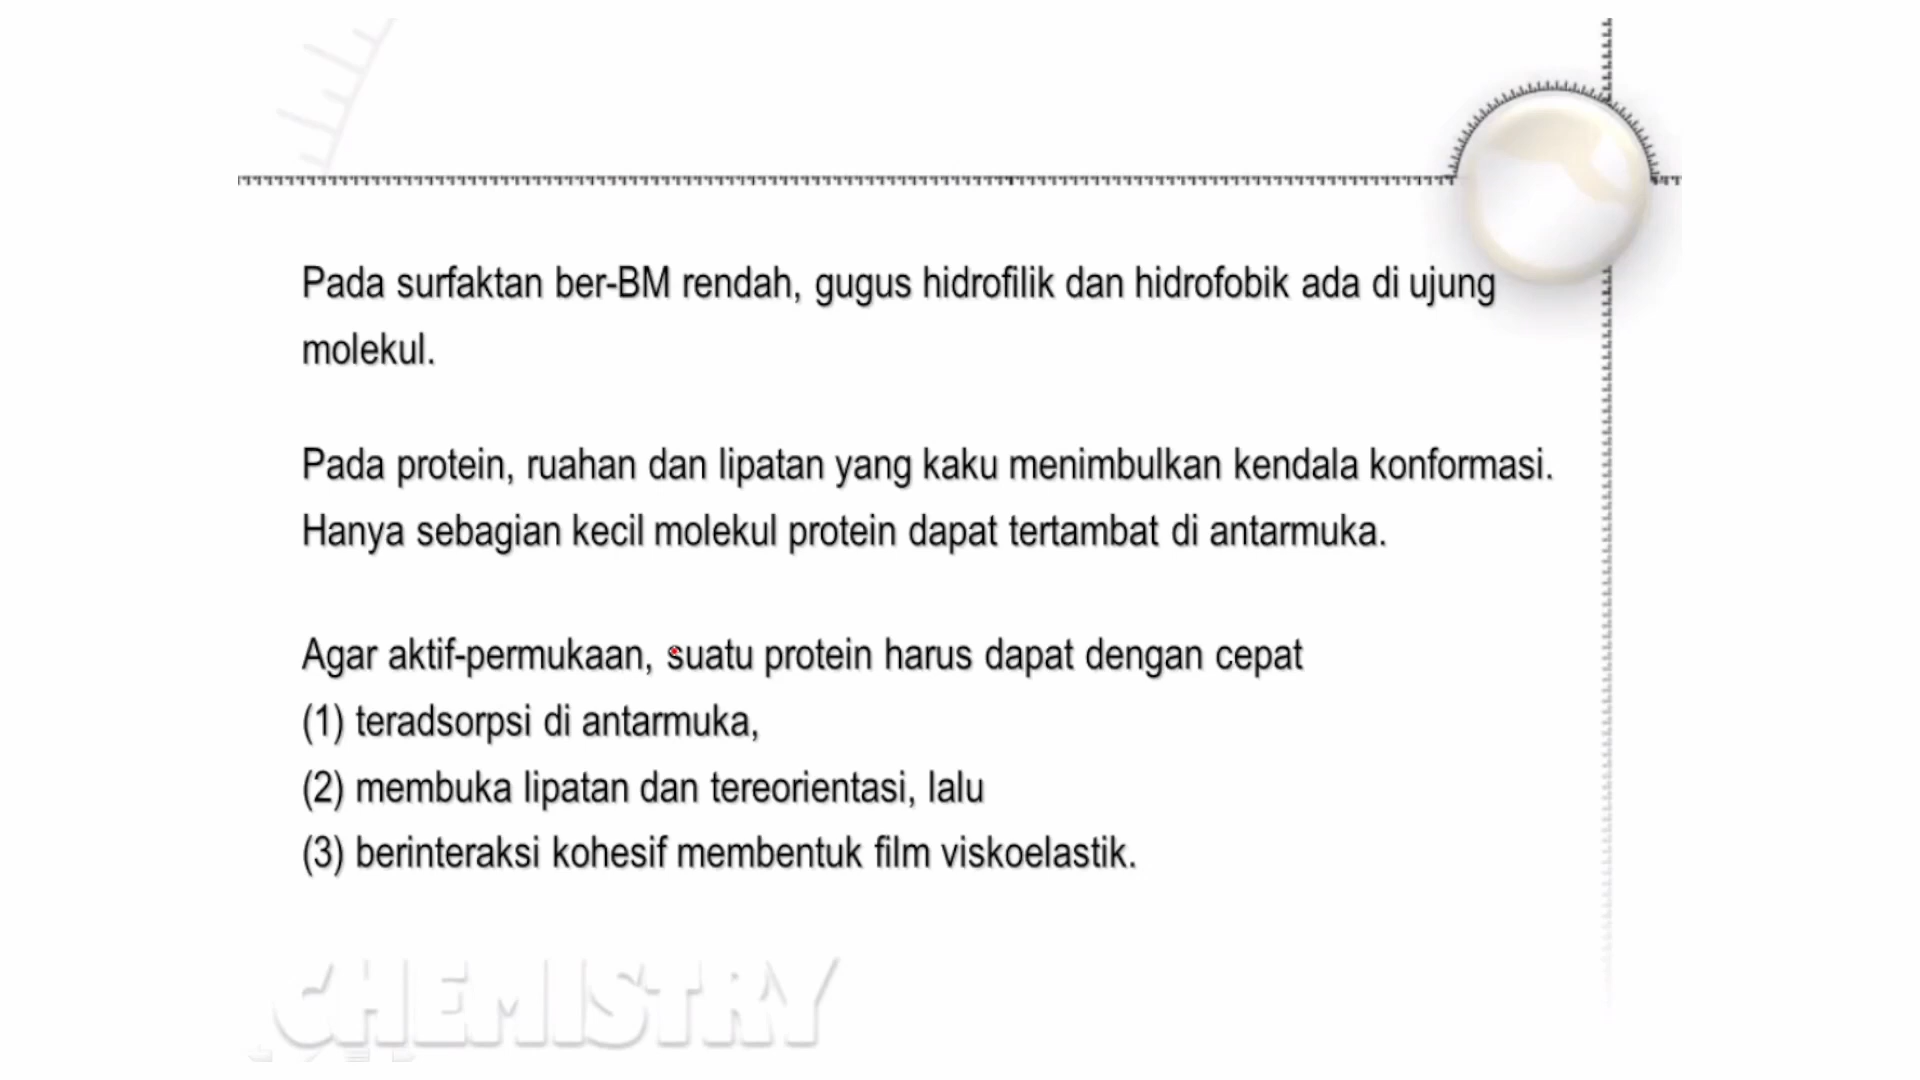 Pada surfaktan ber-BM rendah, gugus hidrofilik dan hidrofobik ada di ujung
molekul.
Pada protein, ruahan dan lipatan yang kaku menimbulkan kendala konformasi.
Hanya sebagian kecil molekul protein dapat tertambat di antarmuka.
Agar aktif-permukaan, suatu protein harus dapat dengan cepat
(1) teradsorpsi di antarmuka,
(2) membuka lipatan dan tereorientasi, lalu
(3) berinteraksi kohesif membentuk film viskoelastik.
CHEMISTRY